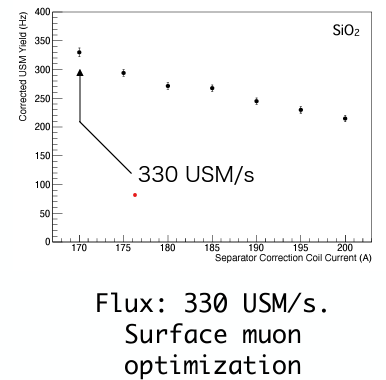 400
350
300
250
200
150
100
50
0
Corrected USM Yield (Hz)
SiO2
330 USM/s
170 175 180 185 190 195 200
Separator Correction Coil Current (A)
Flux: 330 USM/s.
Surface muon
optimization